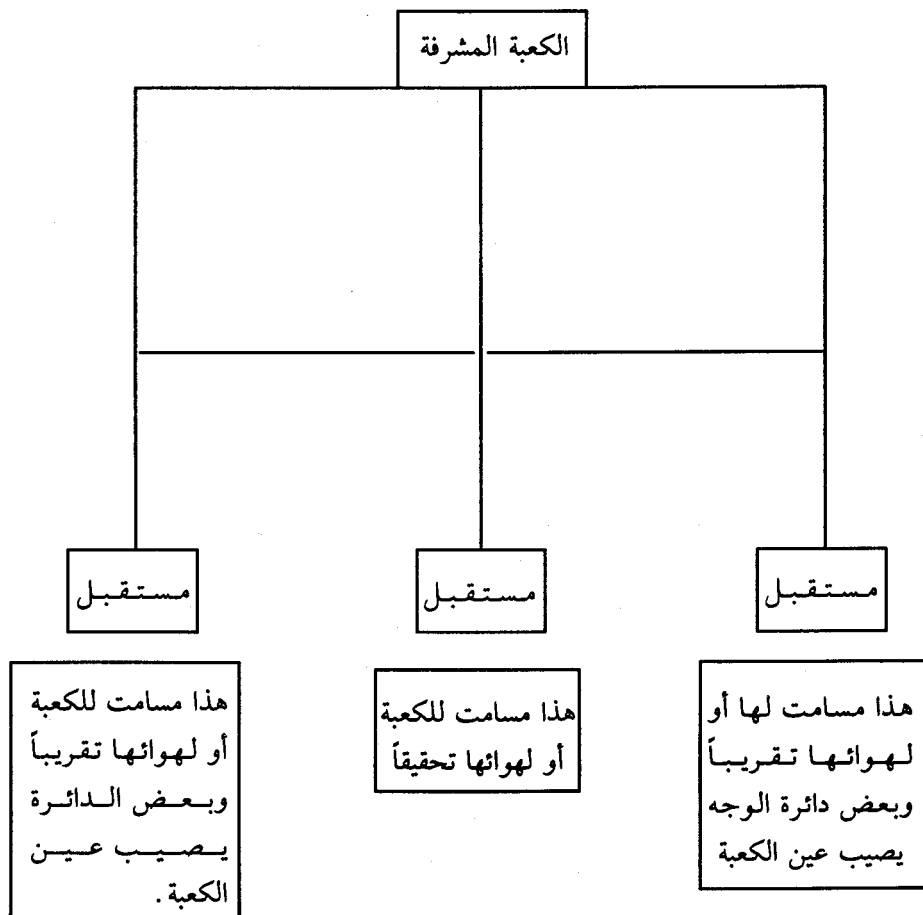 الكعبة المشرفة
مستقبل
مستقبل
مستقبل
هذا مسامت لها أو
لهوائها تقريباً
وبعض دائرة الوجه
يصيب عين الكعبة
هذا مسامت للكعبة
أو لهوائها تحقيقاً
هذا مسامت للكعبة
أو لهوائها تقريباً
وبعض الدائرة
يصيب عين
الكعبة.